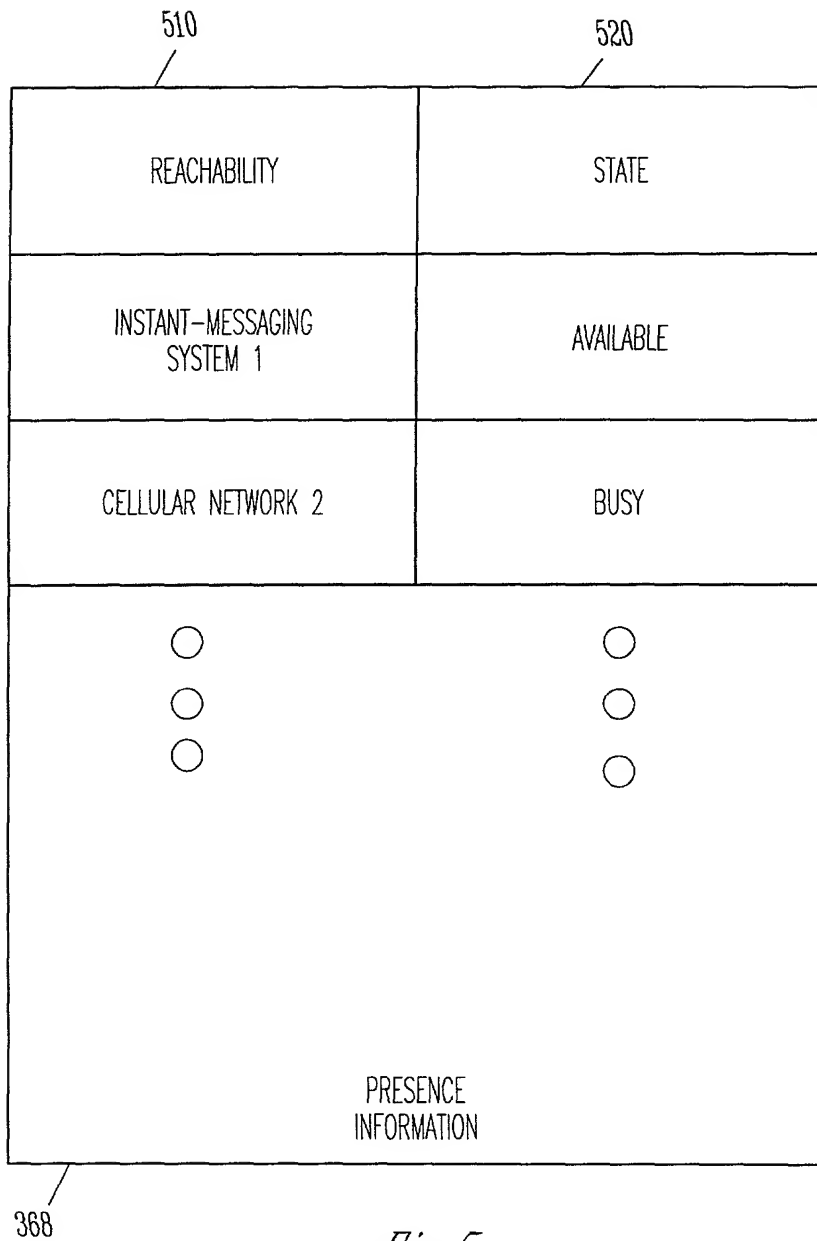 510
520
REACHABILITY
STATE
INSTANT-MESSAGING
SYSTEM 1
AVAILABLE
CELLULAR NETWORK 2
BUSY
PRESENCE
INFORMATION
368